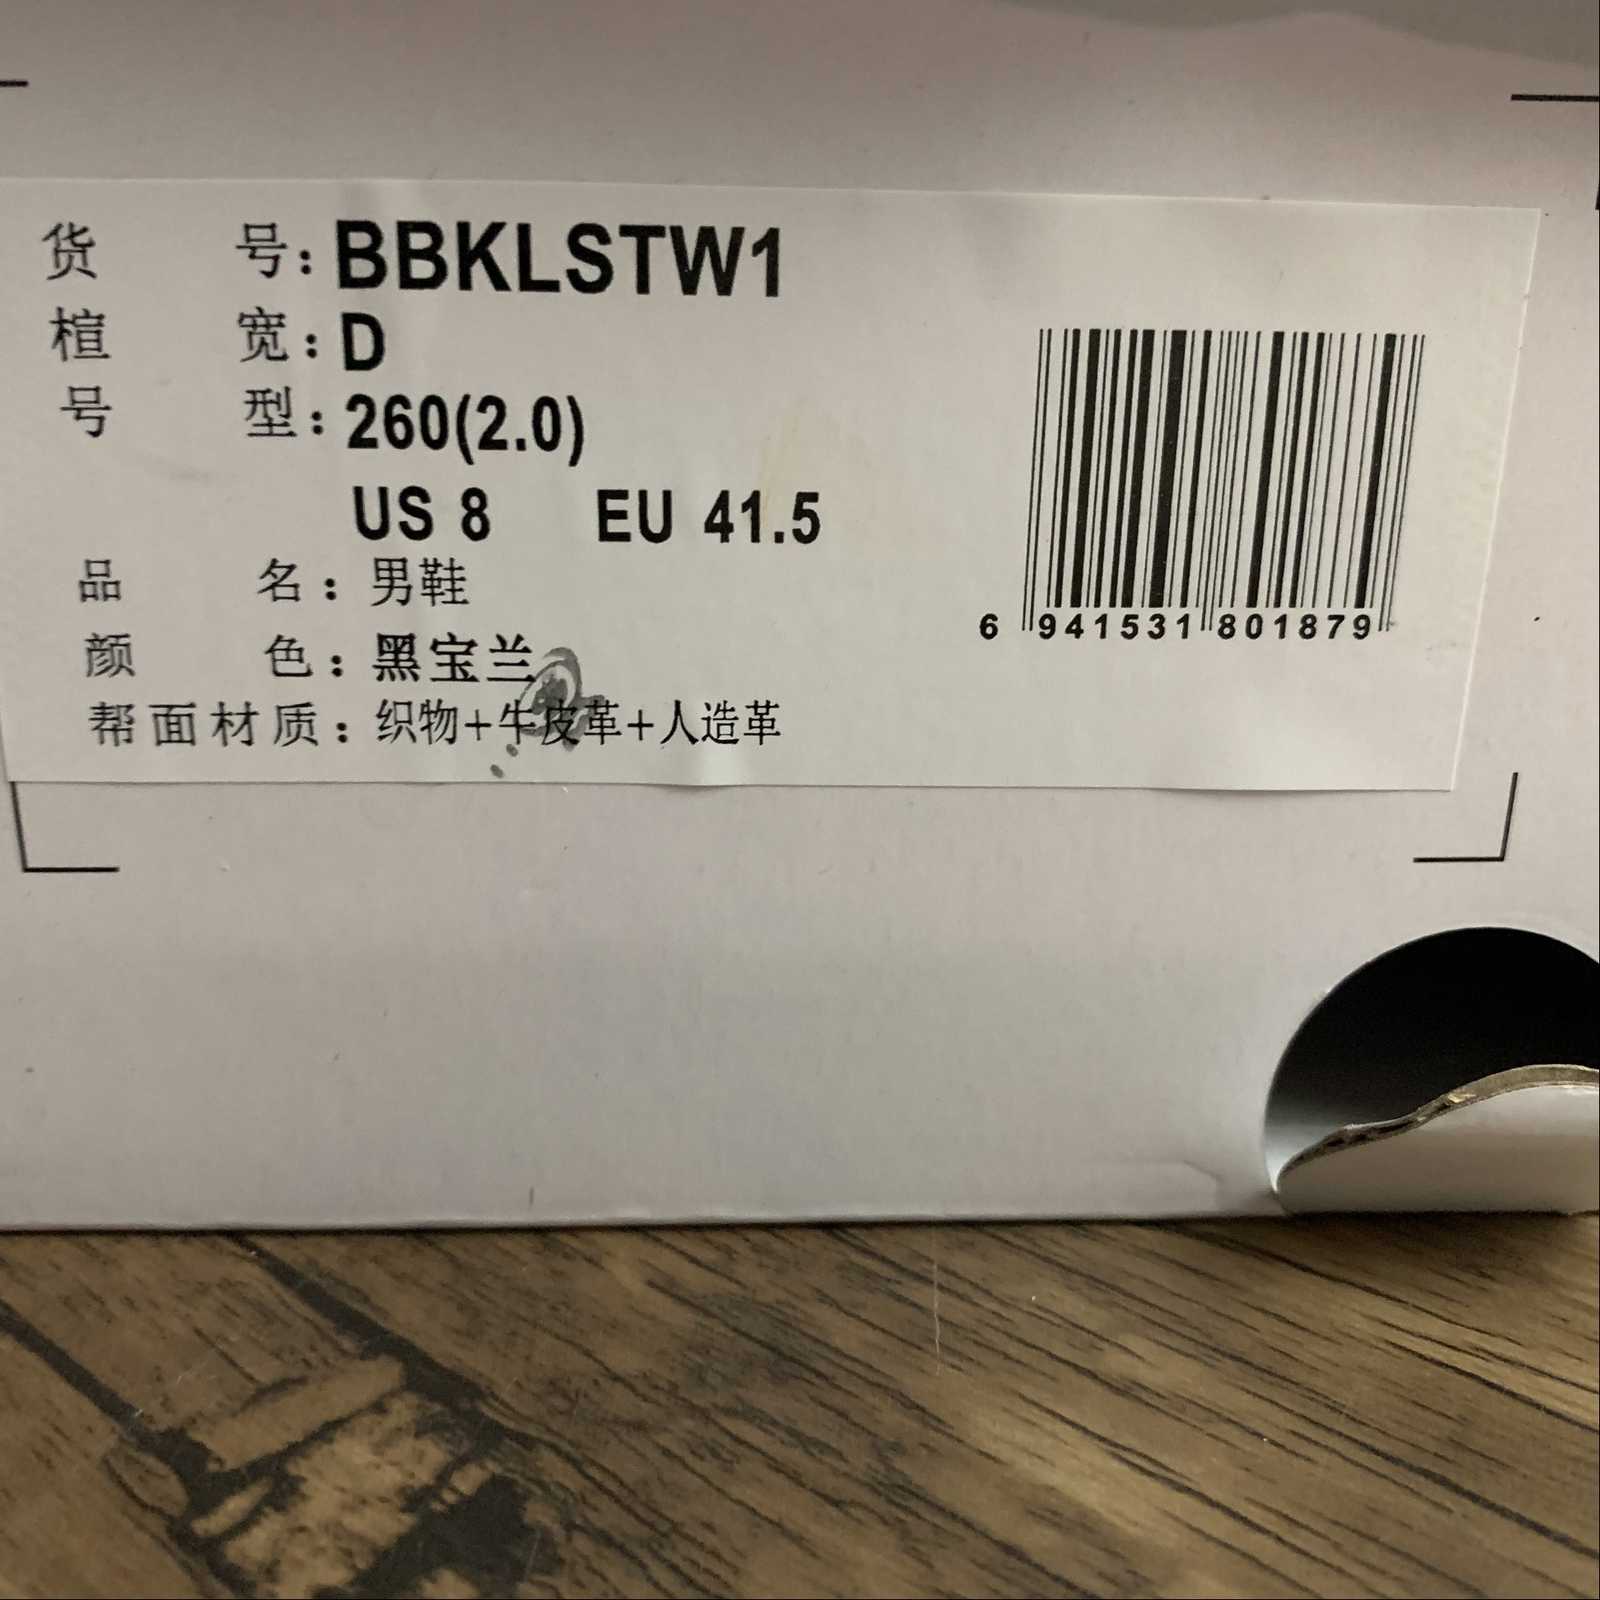 货号:BBKLSTW1
楦宽:D
号型:260(2.0)
US 8 EU 41.5
品名:男鞋
颜色:黑宝兰
帮面材质:织物+牛皮革+人造革
6 941531 801879